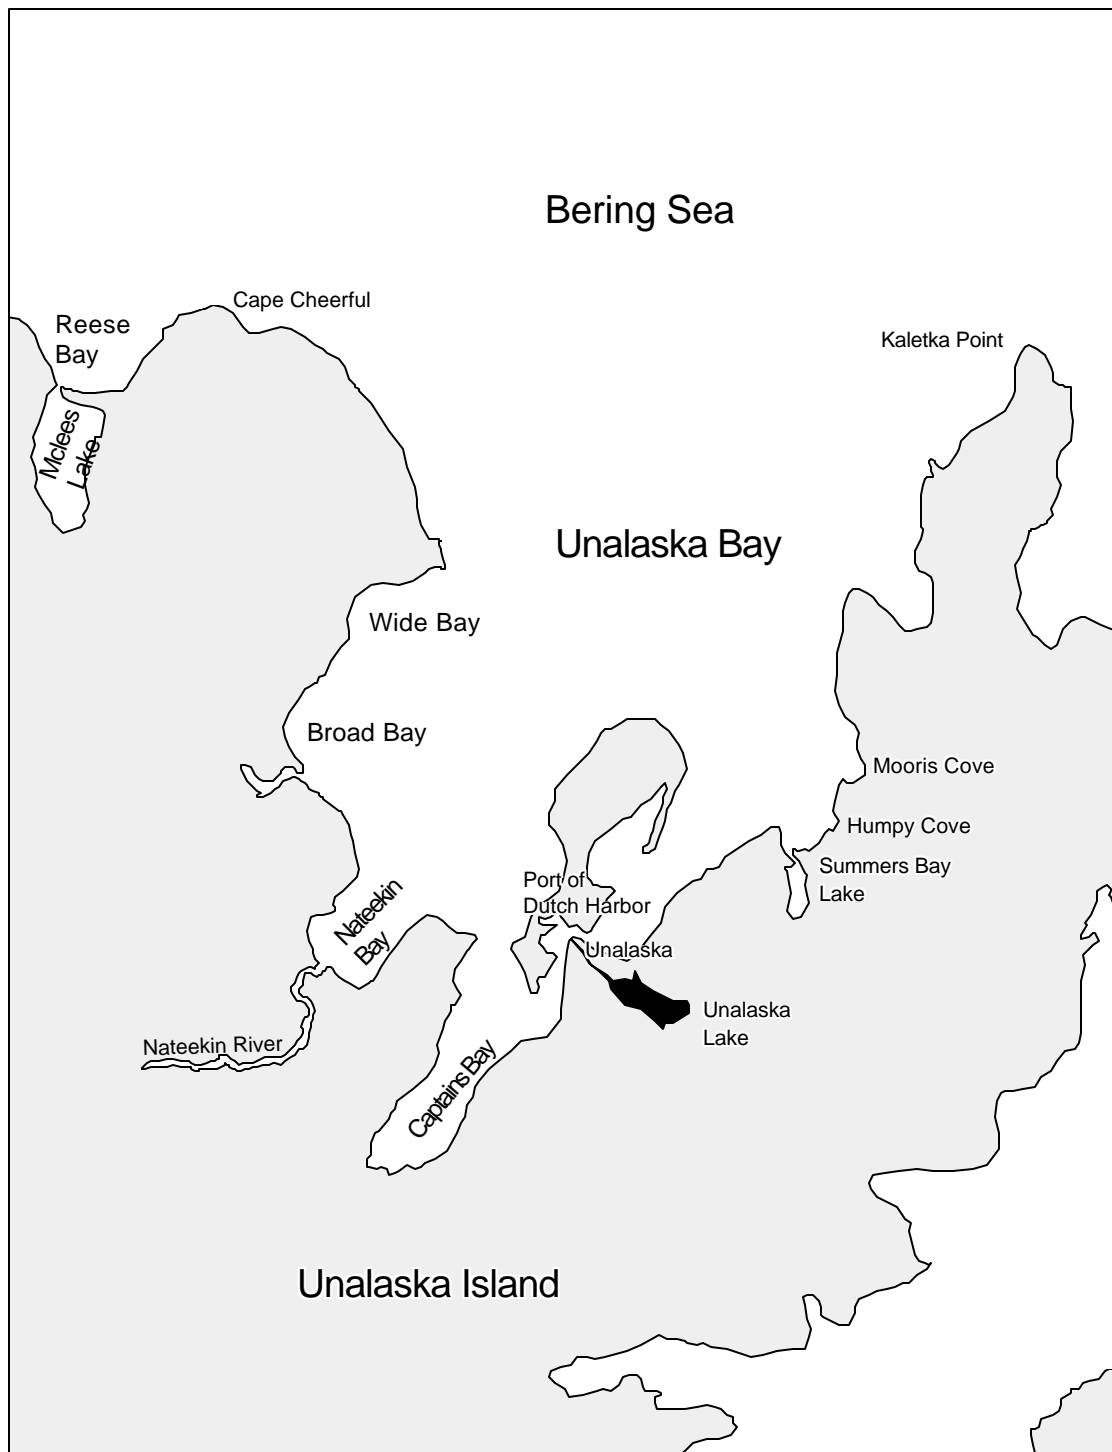 Bering Sea
Cape Cheerful
Reese
Bay
Kaletka Point
Mclees
Lake
Unalaska Bay
Wide Bay
Broad Bay
Mooris Cove
Humpy Cove
Summers Bay
Lake
Port of
Dutch Harbor
Nateekin
Bay
Unalaska
Unalaska
Lake
Nateekin River
Captains Bay
Unalaska Island